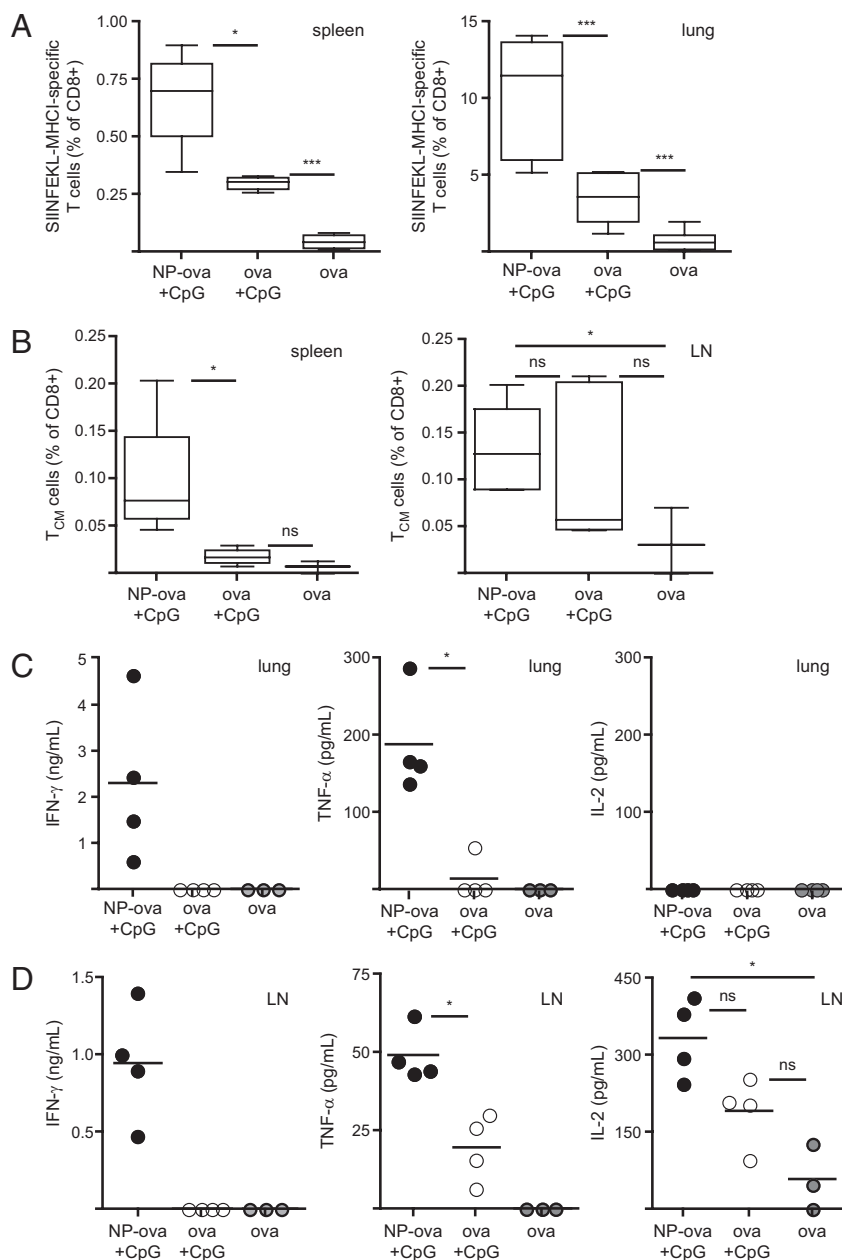 A
SIINFEKL-MHCI-specific
T cells (% of CD8+)
1.00
0.75
0.50
0.25
*
***
spleen
NP-ova
+CpG
ova
+CpG
ova
SIINFEKL-MHCI-specific
T cells (% of CD8+)
15
10
5
***
***
lung
NP-ova
+CpG
ova
+CpG
ova
B
TCM cells (% of CD8+)
0.25
0.20
0.15
0.10
0.05
*
ns
spleen
NP-ova
+CpG
ova
+CpG
ova
TCM cells (% of CD8+)
0.25
0.20
0.15
0.10
0.05
*
ns
ns
LN
NP-ova
+CpG
ova
+CpG
ova
C
IFN-γ (ng/mL)
5
4
3
2
1
lung
NP-ova
+CpG
ova
+CpG
ova
TNF-α (pg/mL)
300
200
100
*
lung
NP-ova
+CpG
ova
+CpG
ova
IL-2 (pg/mL)
300
200
100
lung
NP-ova
+CpG
ova
+CpG
ova
D
IFN-γ (ng/mL)
1.5
1.0
0.5
LN
NP-ova
+CpG
ova
+CpG
ova
TNF-α (pg/mL)
75
50
25
*
LN
NP-ova
+CpG
ova
+CpG
ova
IL-2 (pg/mL)
450
300
150
*
ns
ns
LN
NP-ova
+CpG
ova
+CpG
ova